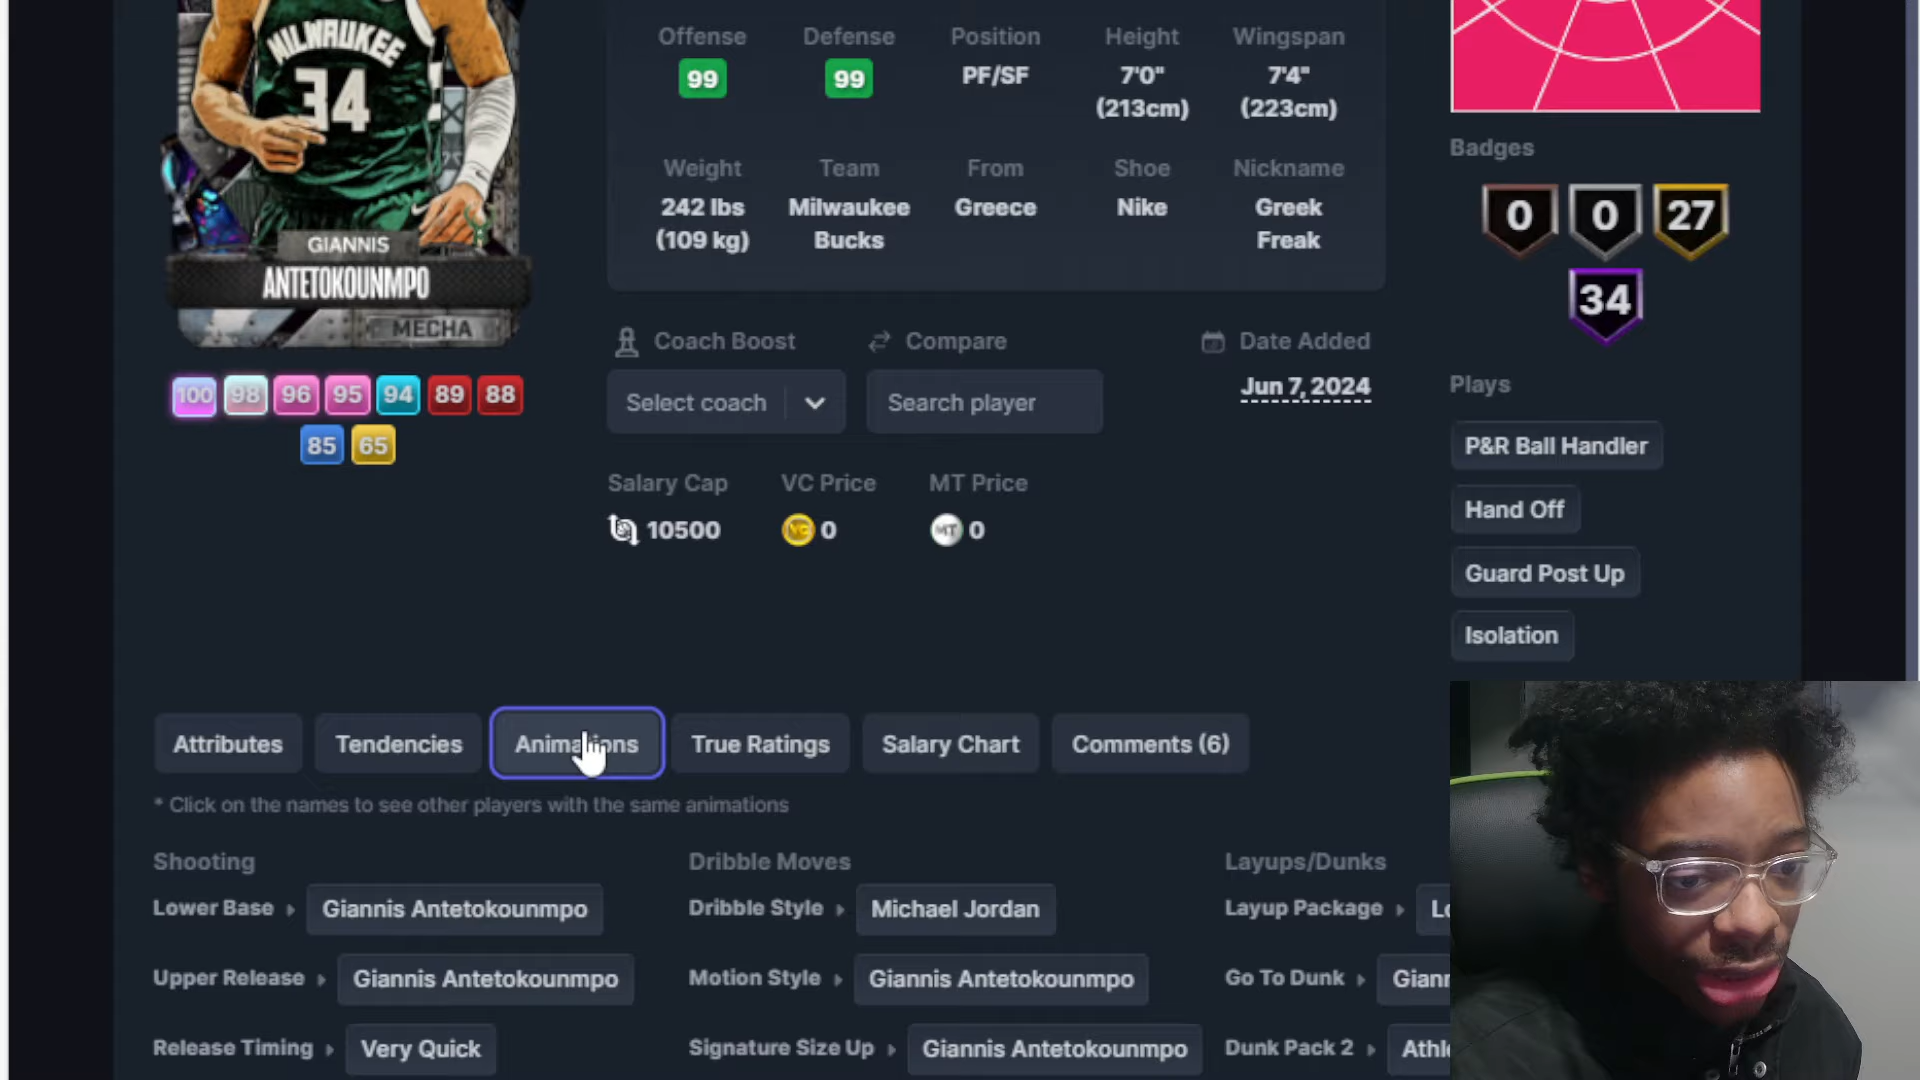 MILWAUKEE
34
GIANNIS
ANTETOKOUNMPO
MECHA
100 98 96 95 94 89 88
85 65
Offense Defense Position Height Wingspan
99 99 PF/SF 7'0" 7'4"
(213cm) (223cm)
Weight Team From Shoe Nickname
242 lbs Milwaukee Greece Nike Greek
(109 kg) Bucks Freak
Coach Boost Compare Date Added
Select coach Search player Jun 7, 2024
Salary Cap VC Price MT Price
10500 VC 0 MT 0
Badges
0 0 27
34
Plays
P&R Ball Handler
Hand Off
Guard Post Up
Isolation
Attributes Tendencies Animations True Ratings Salary Chart Comments (6)
* Click on the names to see other players with the same animations
Shooting Dribble Moves Layups/Dunks
Lower Base Giannis Antetokounmpo Dribble Style Michael Jordan Layup Package
Upper Release Giannis Antetokounmpo Motion Style Giannis Antetokounmpo Go To Dunk Giann
Release Timing Very Quick Signature Size Up Giannis Antetokounmpo Dunk Pack 2